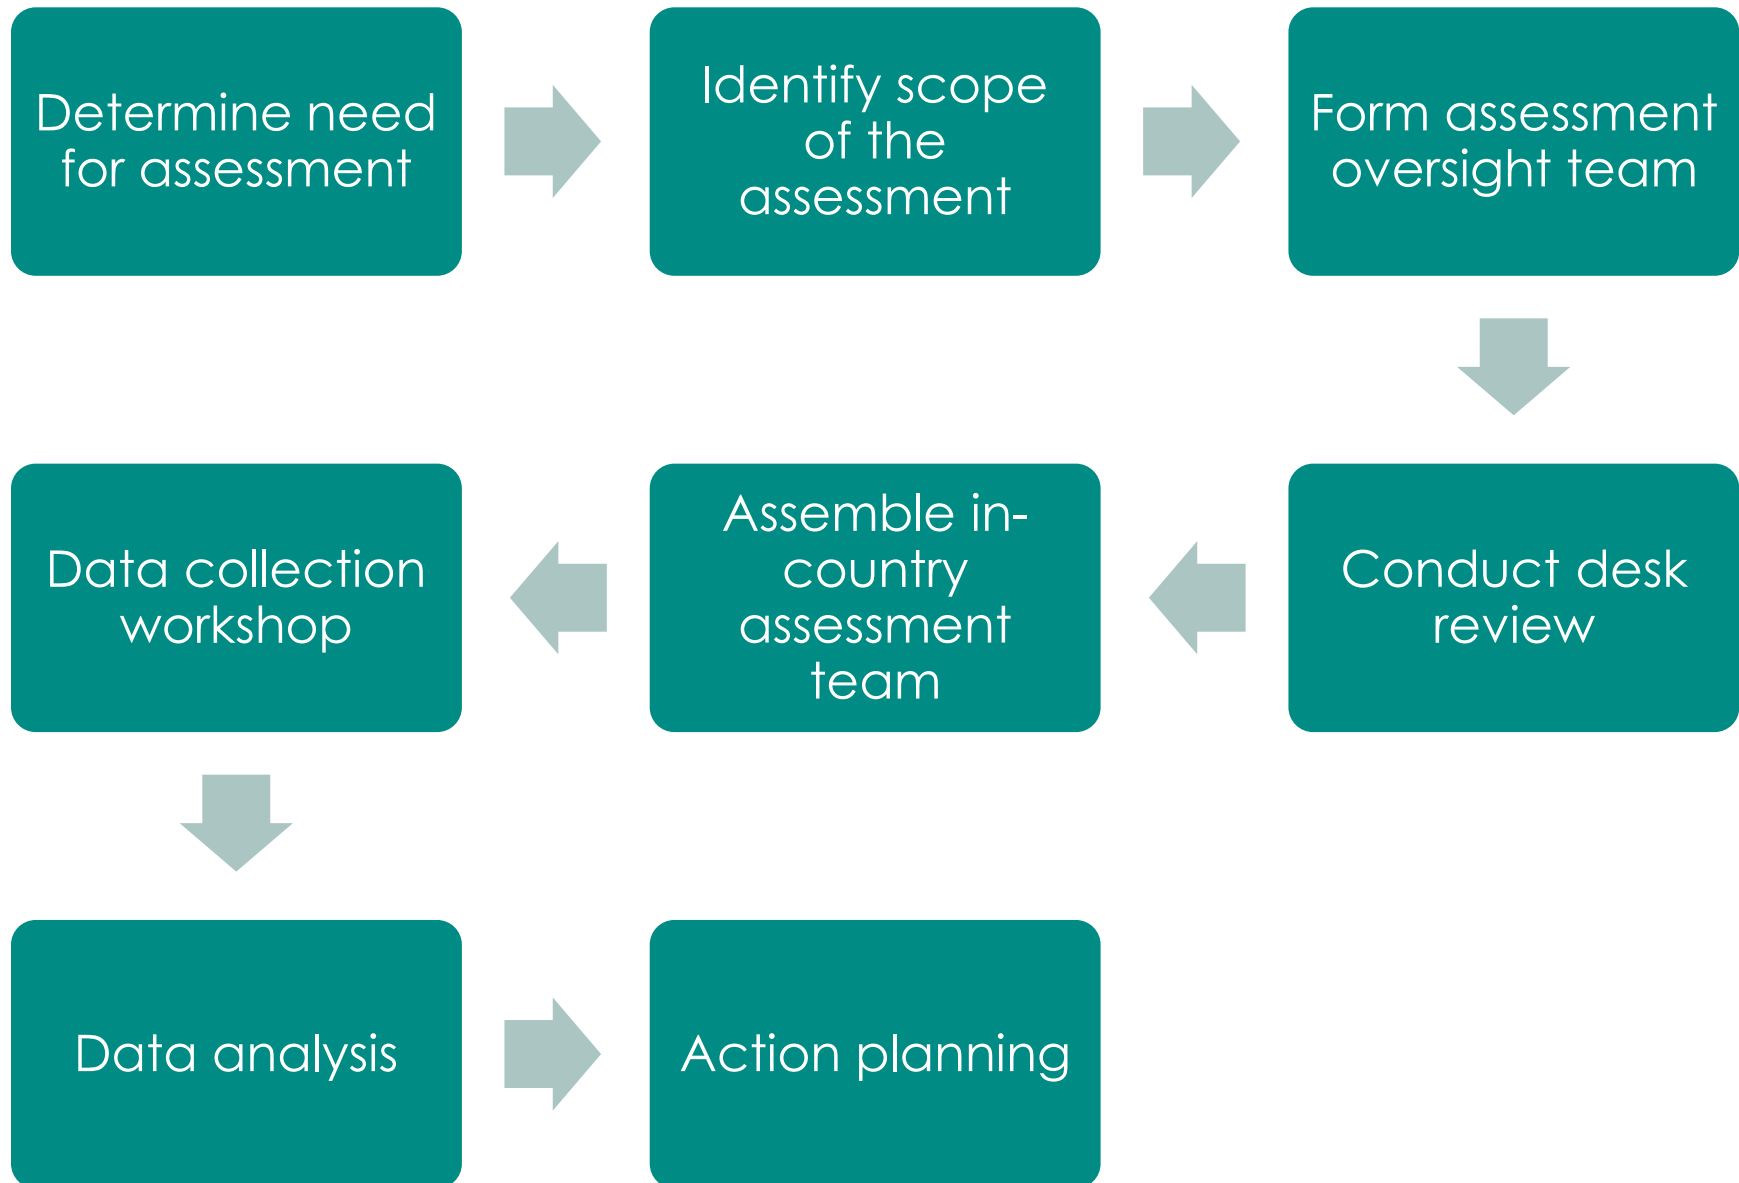 Determine need
for assessment
Identify scope
of the
assessment
Form assessment
oversight team
Data collection
workshop
Assemble in-
country
assessment
team
Conduct desk
review
Data analysis
Action planning